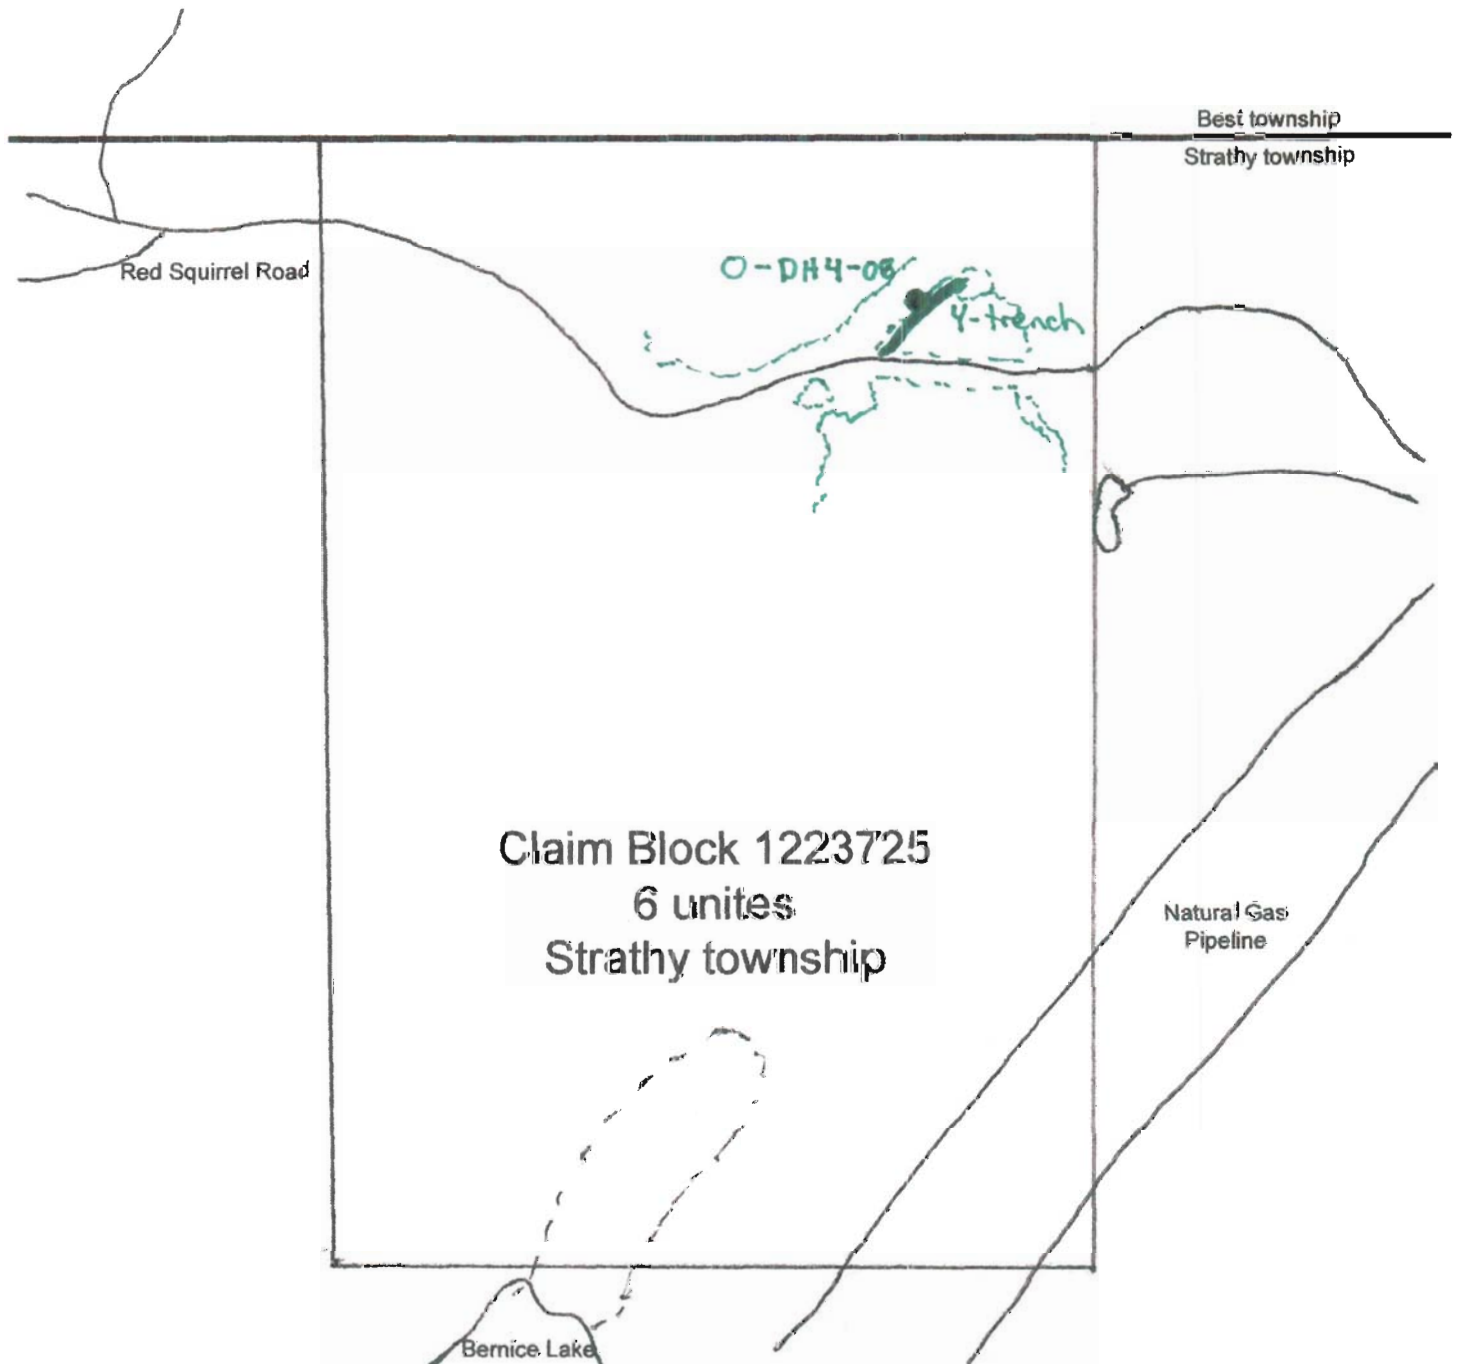 Best township
Strathy township
Red Squirrel Road
O-DH4-08
Y-trench
Claim Block 1223725
6 unites
Strathy township
Natural Gas
Pipeline
Bernice Lake